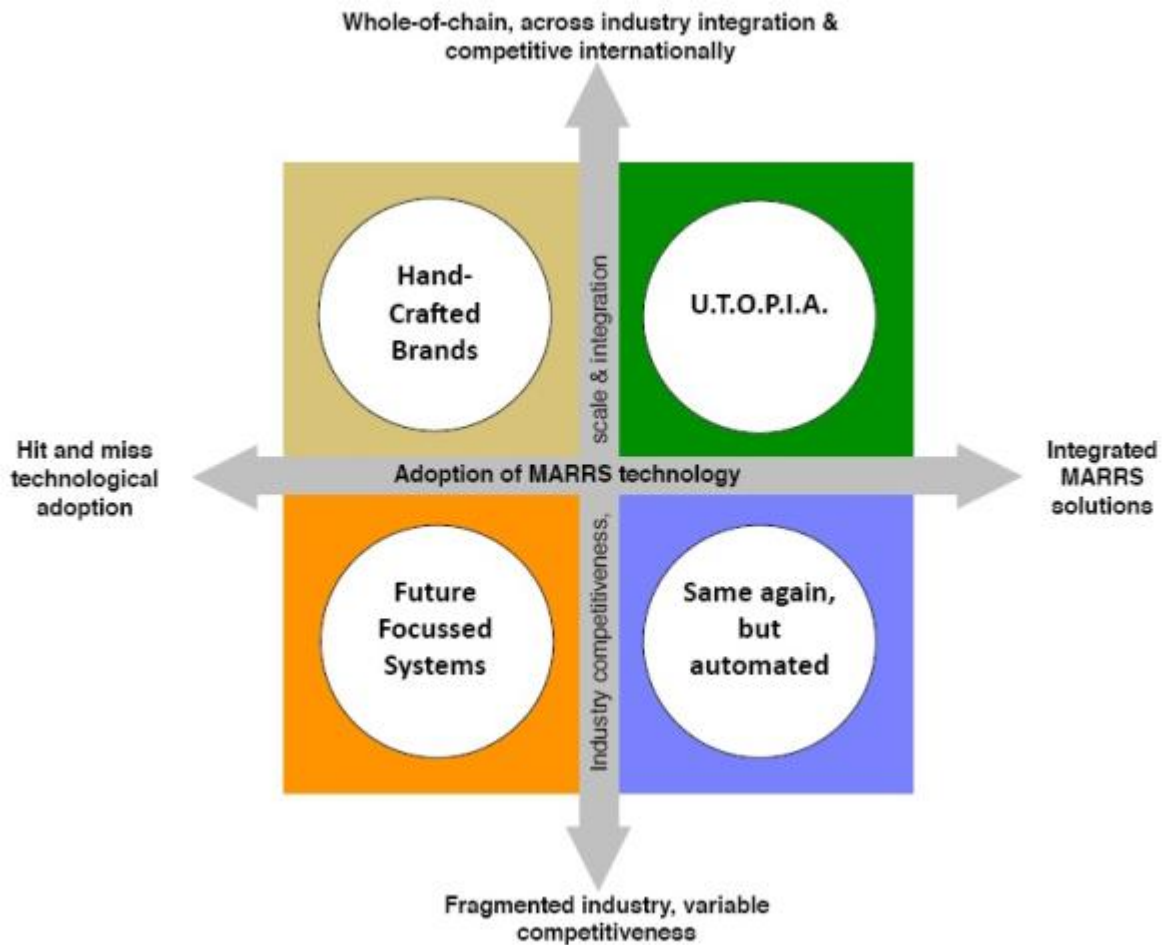 Whole-of-chain, across industry integration &
competitive internationally
Hand-
Crafted
Brands
U.T.O.P.I.A.
Industry competitiveness, scale & integration
Hit and miss
technological
adoption
Adoption of MARRS technology
Integrated
MARRS
solutions
Future
Focussed
Systems
Same again,
but
automated
Fragmented industry, variable
competitiveness